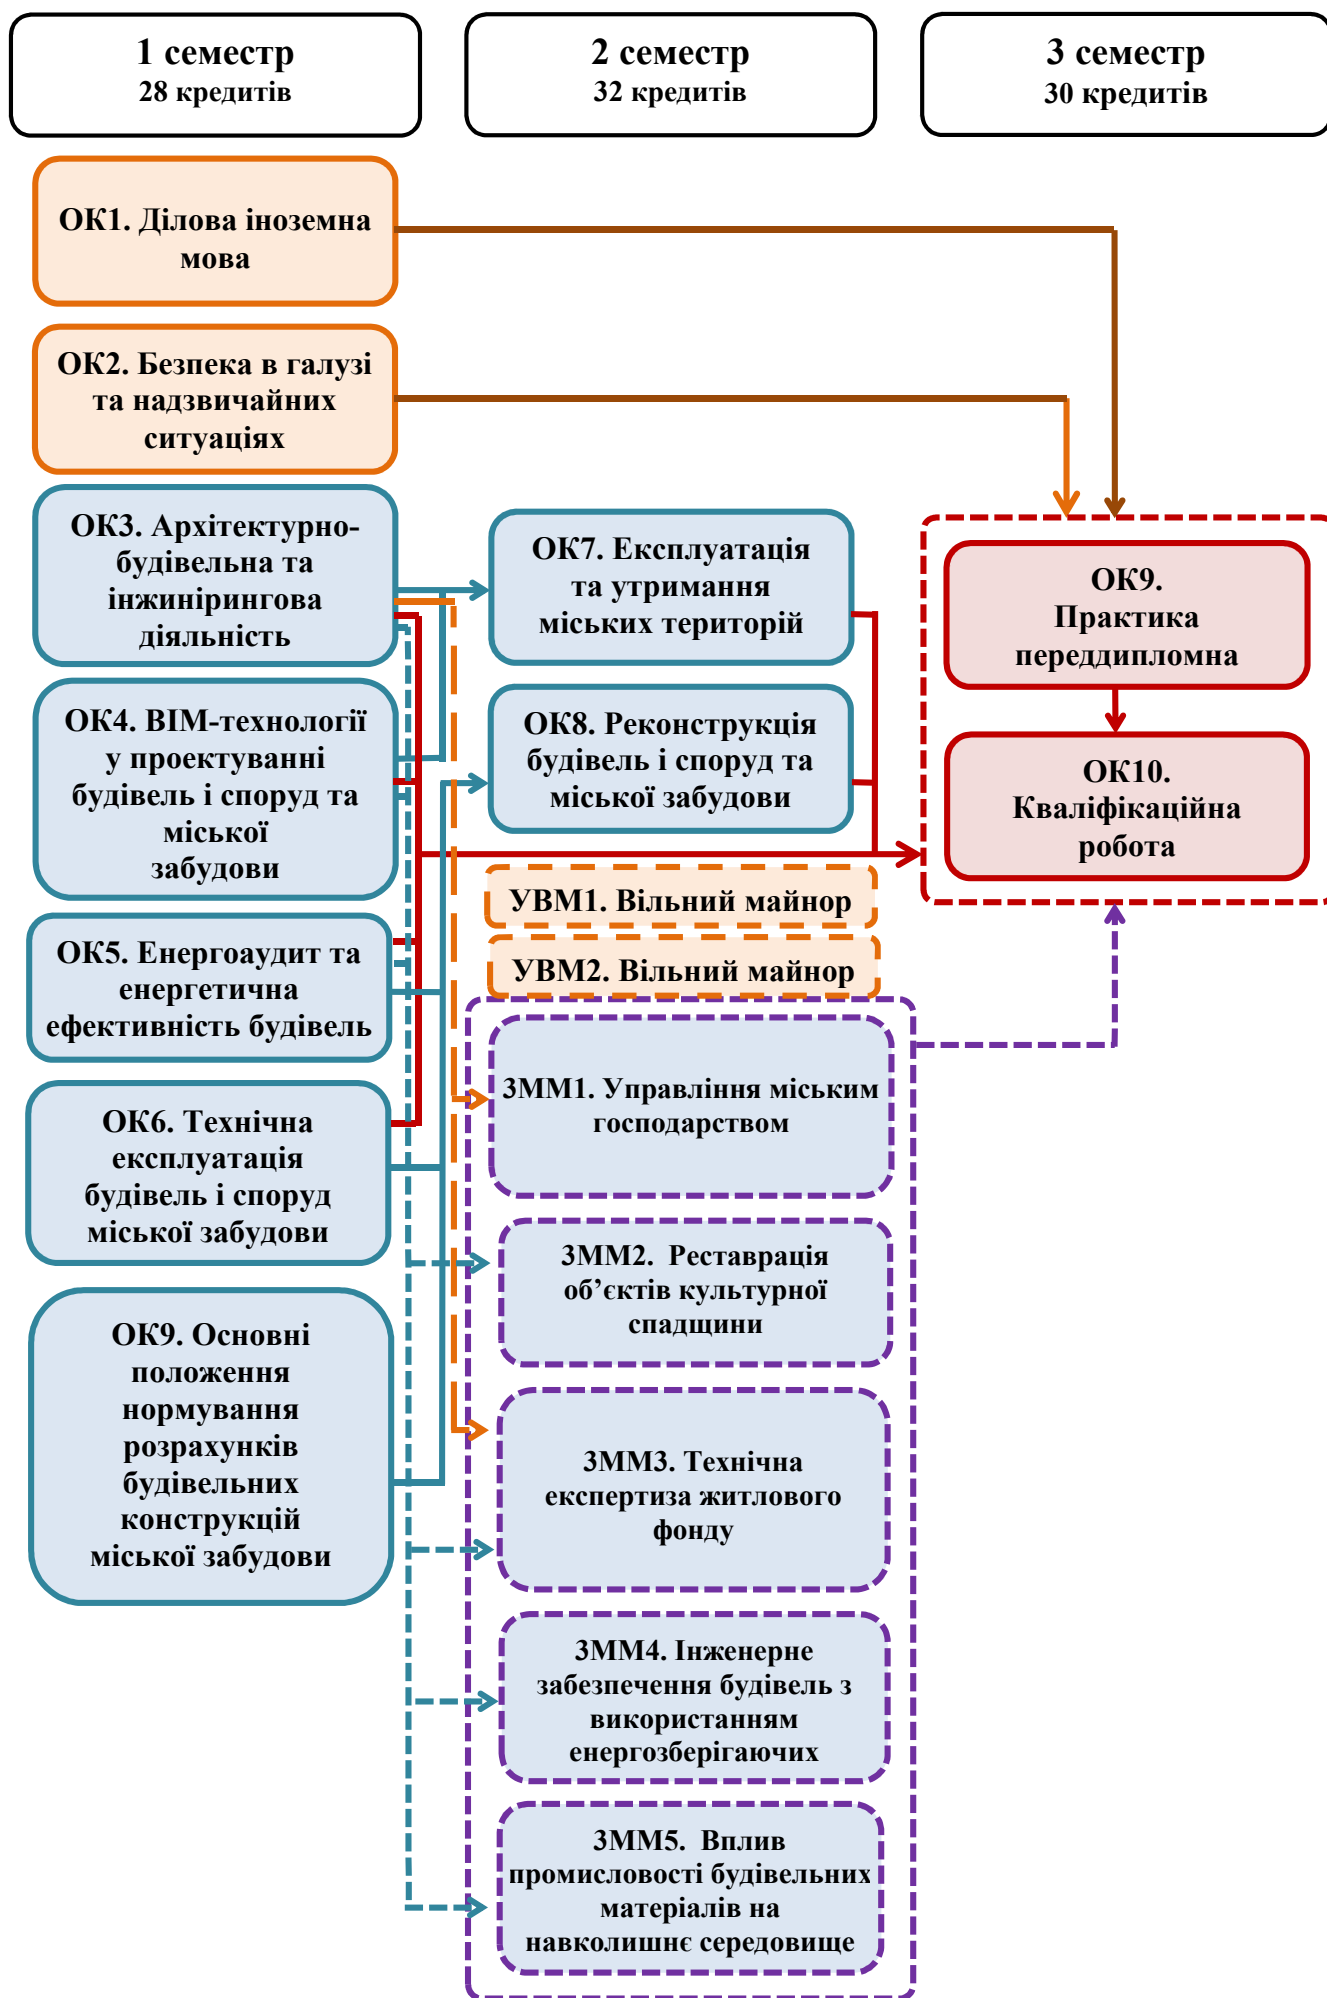 1 семестр
28 кредитів
2 семестр
32 кредитів
3 семестр
30 кредитів
ОК1. Ділова іноземна
мова
ОК2. Безпека в галузі
та надзвичайних
ситуаціях
ОК3. Архітектурно-
будівельна та
інжинірингова
діяльність
ОК4. BIM-технології
у проектуванні
будівель і споруд та
міської
забудови
ОК5. Енергоаудит та
енергетична
ефективність будівель
ОК6. Технічна
експлуатація
будівель і споруд
міської забудови
ОК9. Основні
положення
нормування
розрахунків
будівельних
конструкцій
міської забудови
ОК7. Експлуатація
та утримання
міських територій
ОК8. Реконструкція
будівель і споруд та
міської забудови
УВМ1. Вільний майнор
УВМ2. Вільний майнор
ЗММ1. Управління міським
господарством
ЗММ2. Реставрація
об’єктів культурної
спадщини
ЗММ3. Технічна
експертиза житлового
фонду
ЗММ4. Інженерне
забезпечення будівель з
використанням
енергозберігаючих
ЗММ5. Вплив
промисловості будівельних
матеріалів на
навколишнє середовище
ОК9.
Практика
переддипломна
ОК10.
Кваліфікаційна
робота